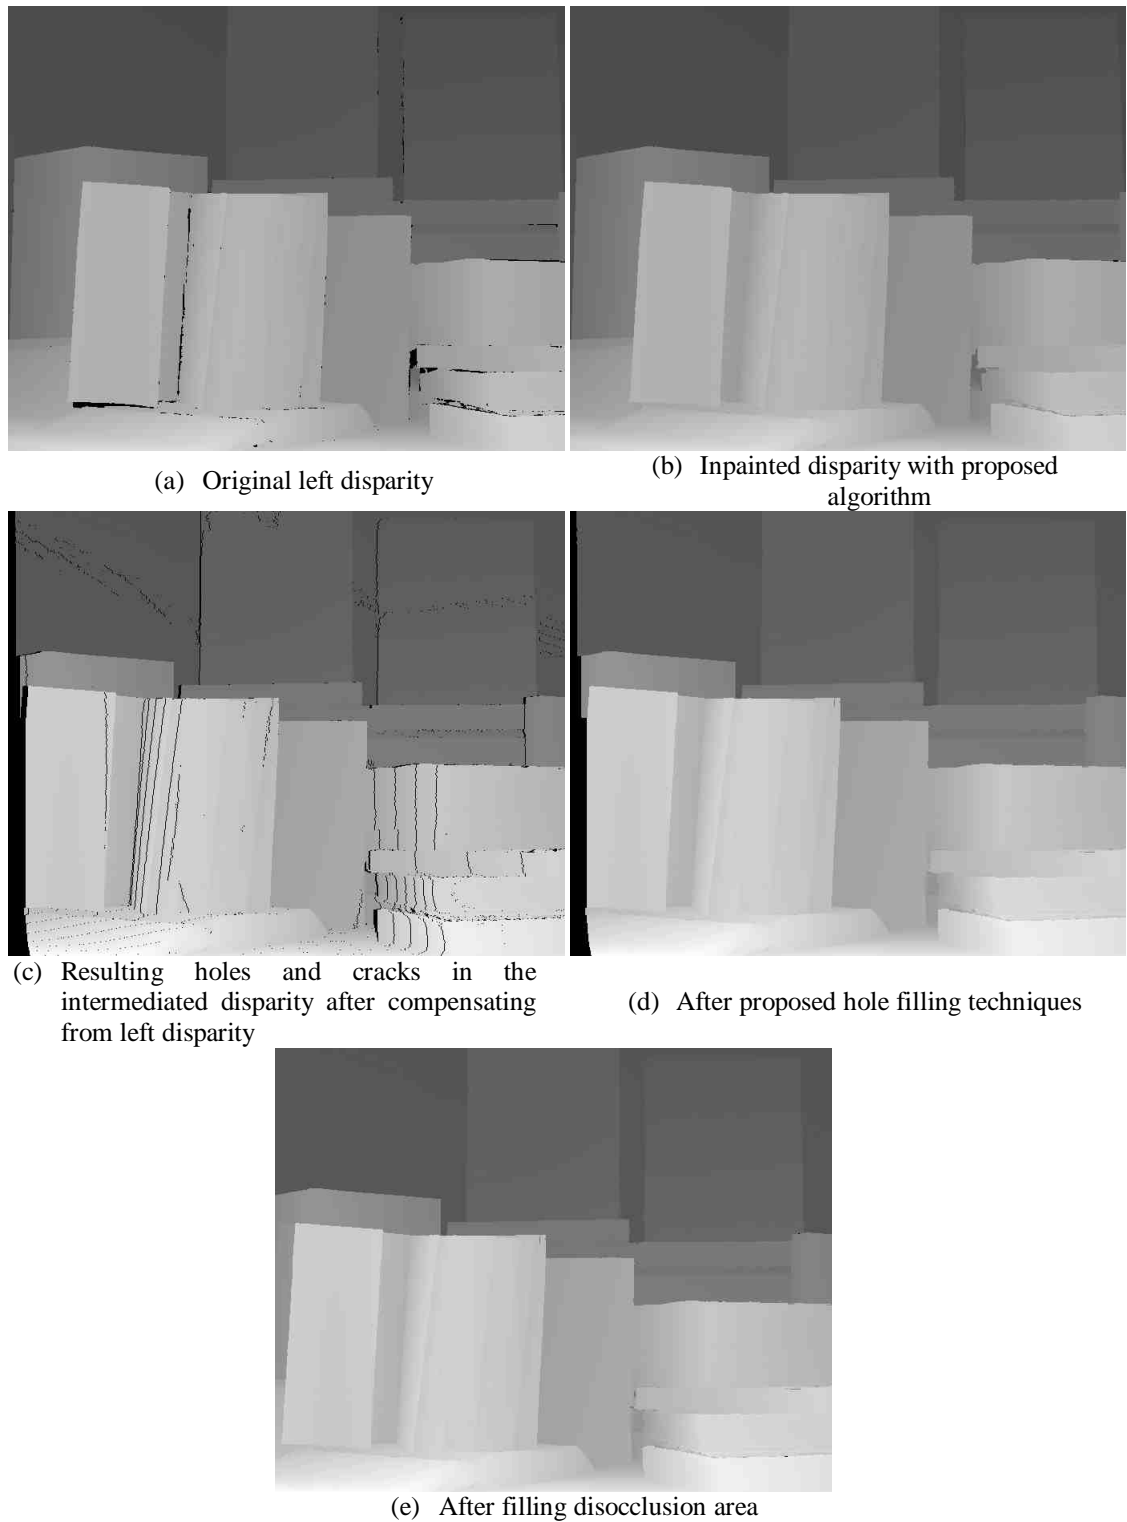 (a) Original left disparity
(b) Inpainted disparity with proposed
algorithm
(c) Resulting holes and cracks in the
intermediated disparity after compensating
from left disparity
(d) After proposed hole filling techniques
(e) After filling disocclusion area